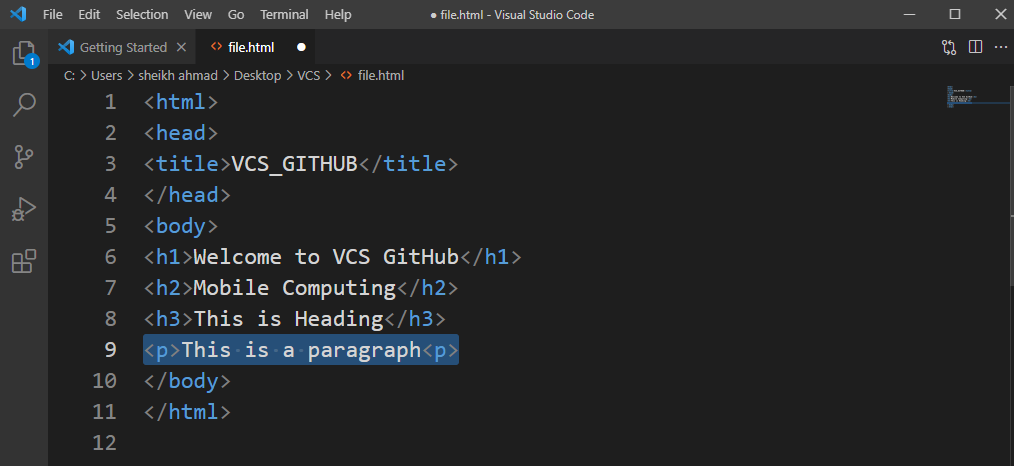 File Edit Selection View Go Terminal Help ● file.html - Visual Studio Code
1 Getting Started file.html
C: > Users > sheikh ahmad > Desktop > VCS > file.html
1 <html>
2 <head>
3 <title>VCS_GITHUB</title>
4 </head>
5 <body>
6 <h1>Welcome to VCS GitHub</h1>
7 <h2>Mobile Computing</h2>
8 <h3>This is Heading</h3>
9 <p>This is a paragraph<p>
10 </body>
11 </html>
12